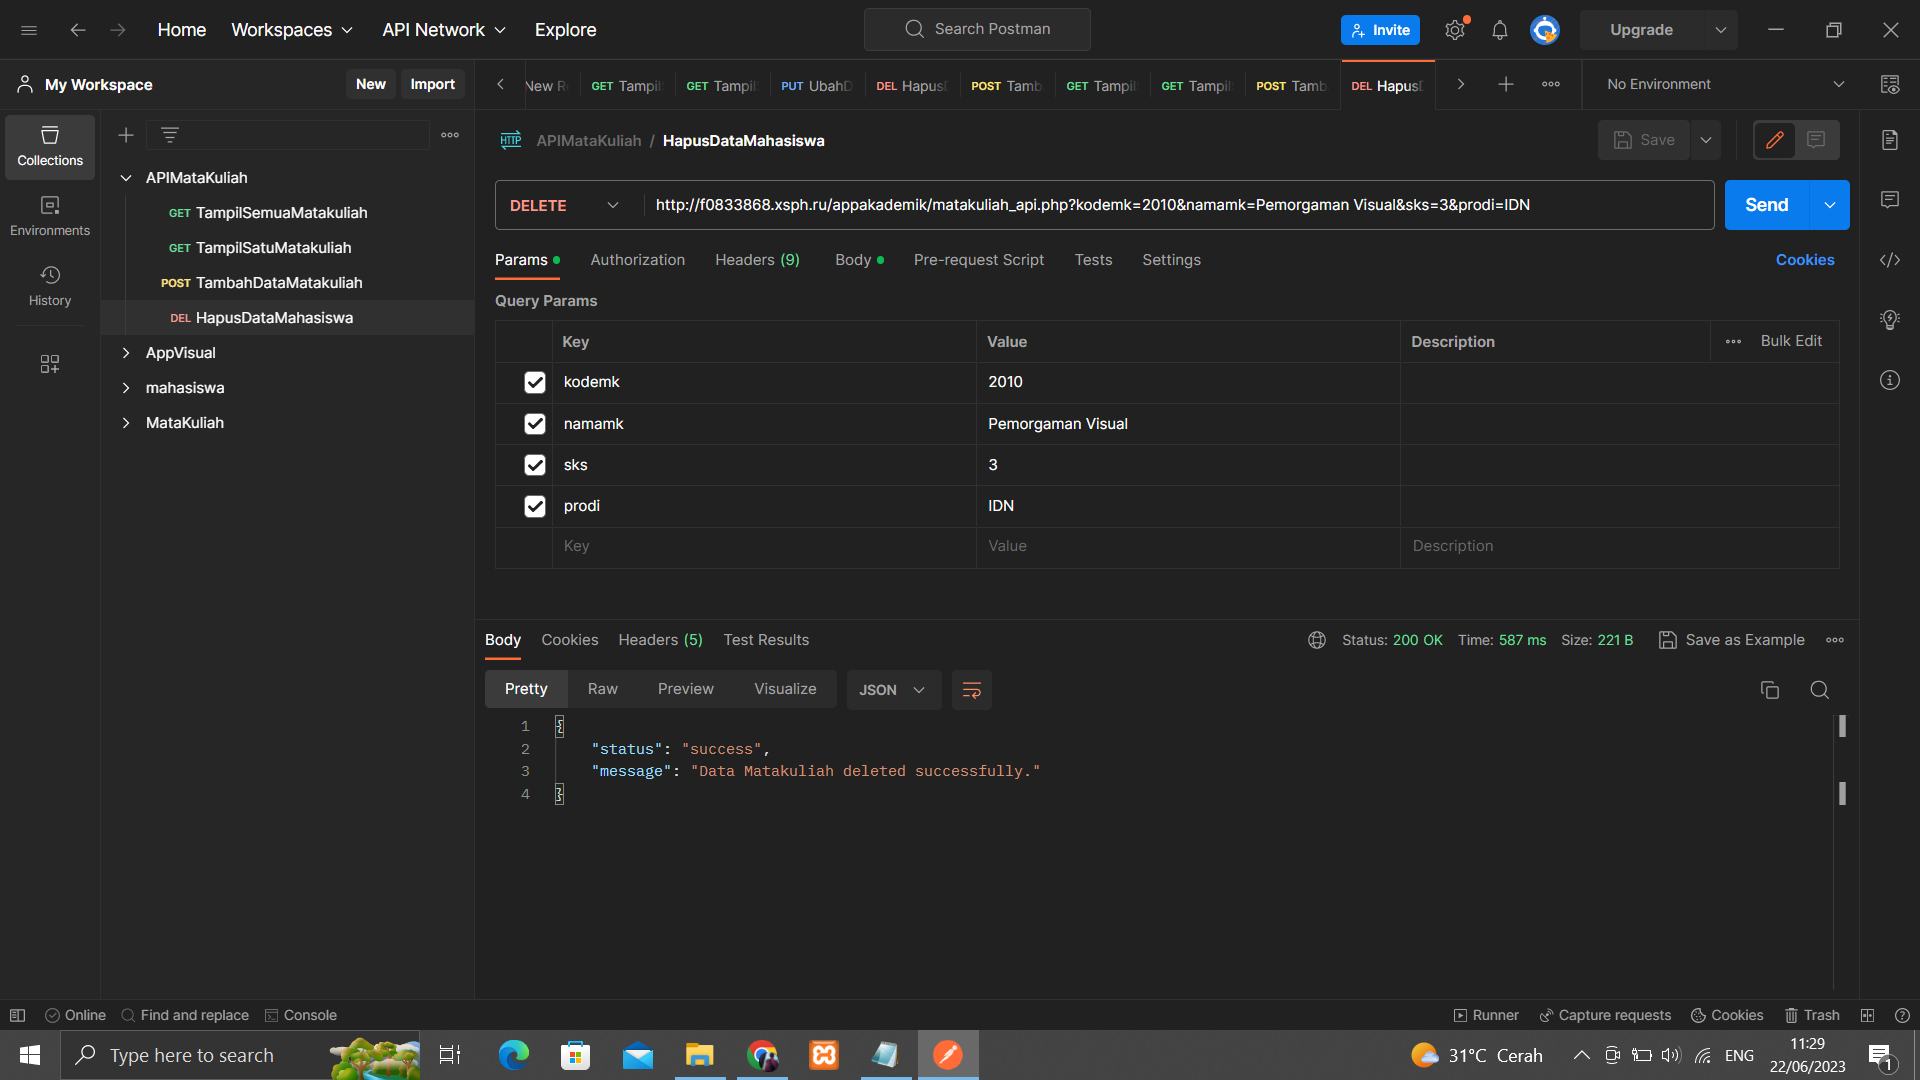 Home
Workspaces
API Network
Explore
Search Postman
Invite
Upgrade
My Workspace
New
Import
New R
GET Tampil
GET Tampil
PUT UbahD
DEL Hapus
POST Tamb
GET Tampil
GET Tampil
POST Tamb
DEL HapusD
No Environment
Collections
Environments
History
APIMataKuliah
GET TampilSemuaMatakuliah
GET TampilSatuMatakuliah
POST TambahDataMatakuliah
DEL HapusDataMahasiswa
AppVisual
mahasiswa
MataKuliah
HTTP APIMataKuliah / HapusDataMahasiswa
Save
DELETE
http://f0833868.xsph.ru/appakademik/matakuliah_api.php?kodemk=2010&namamk=Pemorgaman Visual&sks=3&prodi=IDN
Send
Params
Authorization
Headers (9)
Body
Pre-request Script
Tests
Settings
Cookies
Query Params
Key Value Description Bulk Edit
kodemk 2010
namamk Pemorgaman Visual
sks 3
prodi IDN
Key Value Description
Body Cookies Headers (5) Test Results
Status: 200 OK Time: 587 ms Size: 221 B
Save as Example
Pretty Raw Preview Visualize JSON
1 {
2 "status": "success",
3 "message": "Data Matakuliah deleted successfully."
4 }
Online
Find and replace
Console
Runner
Capture requests
Cookies
Trash
Type here to search
31°C Cerah
ENG
11:29
22/06/2023
1